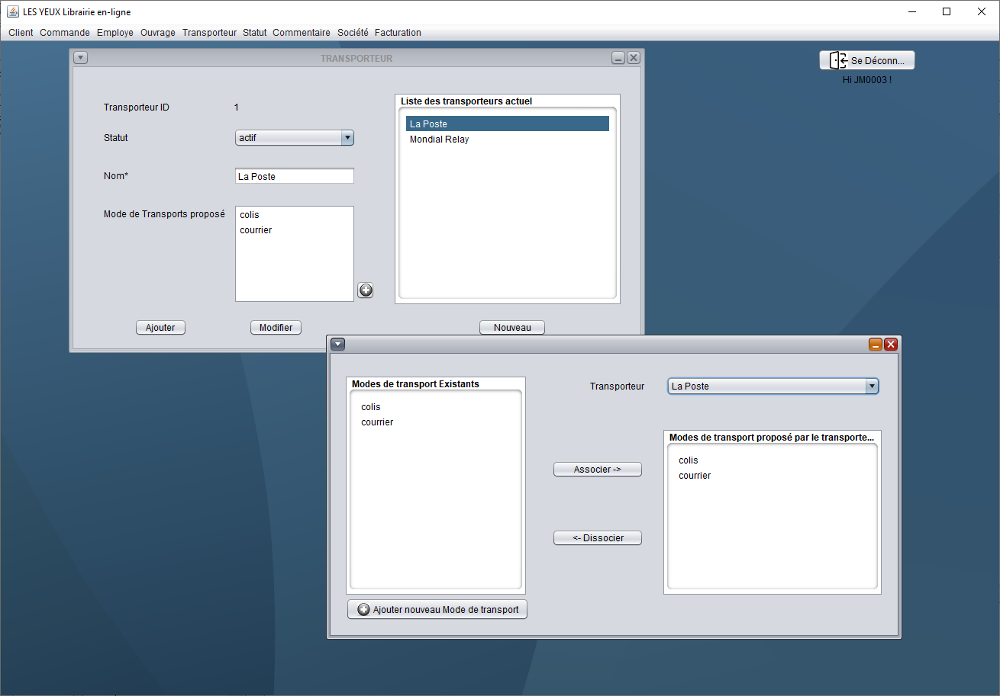 LES YEUX Librairie en-ligne
Client Commande Employe Ouvrage Transporteur Statut Commentaire Société Facturation
TRANSPORTEUR
Se Déconn...
Hi JM0003 !
Transporteur ID 1
Statut actif
Nom* La Poste
Mode de Transports proposé
colis
courrier
Liste des transporteurs actuel
La Poste
Mondial Relay
Ajouter Modifier Nouveau
Modes de transport Existants
colis
courrier
Transporteur La Poste
Associer ->
<- Dissocier
Modes de transport proposé par le transporte...
colis
courrier
Ajouter nouveau Mode de transport